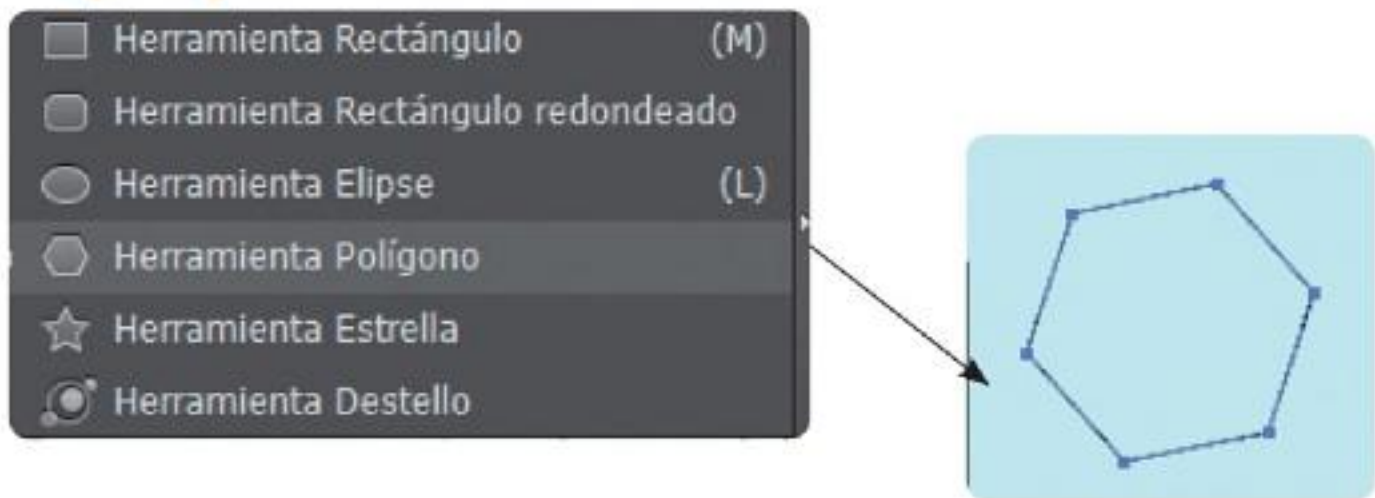 Herramienta Rectángulo (M)
Herramienta Rectángulo redondeado
Herramienta Elipse (L)
Herramienta Polígono
Herramienta Estrella
Herramienta Destello